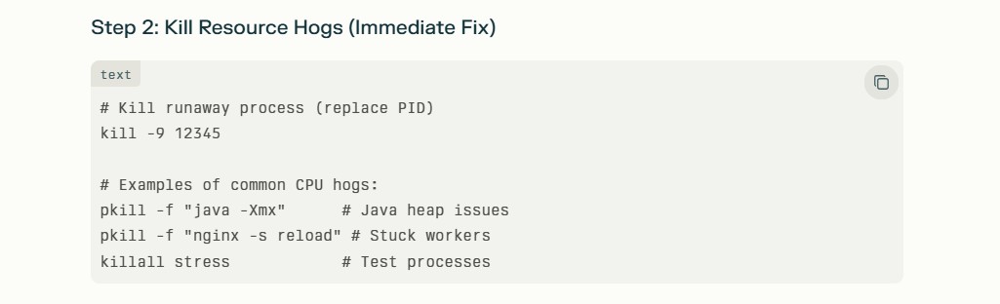 Step 2: Kill Resource Hogs (Immediate Fix)
text
# Kill runaway process (replace PID)
kill -9 12345

# Examples of common CPU hogs:
pkill -f "java -Xmx"      # Java heap issues
pkill -f "nginx -s reload" # Stuck workers
killall stress            # Test processes